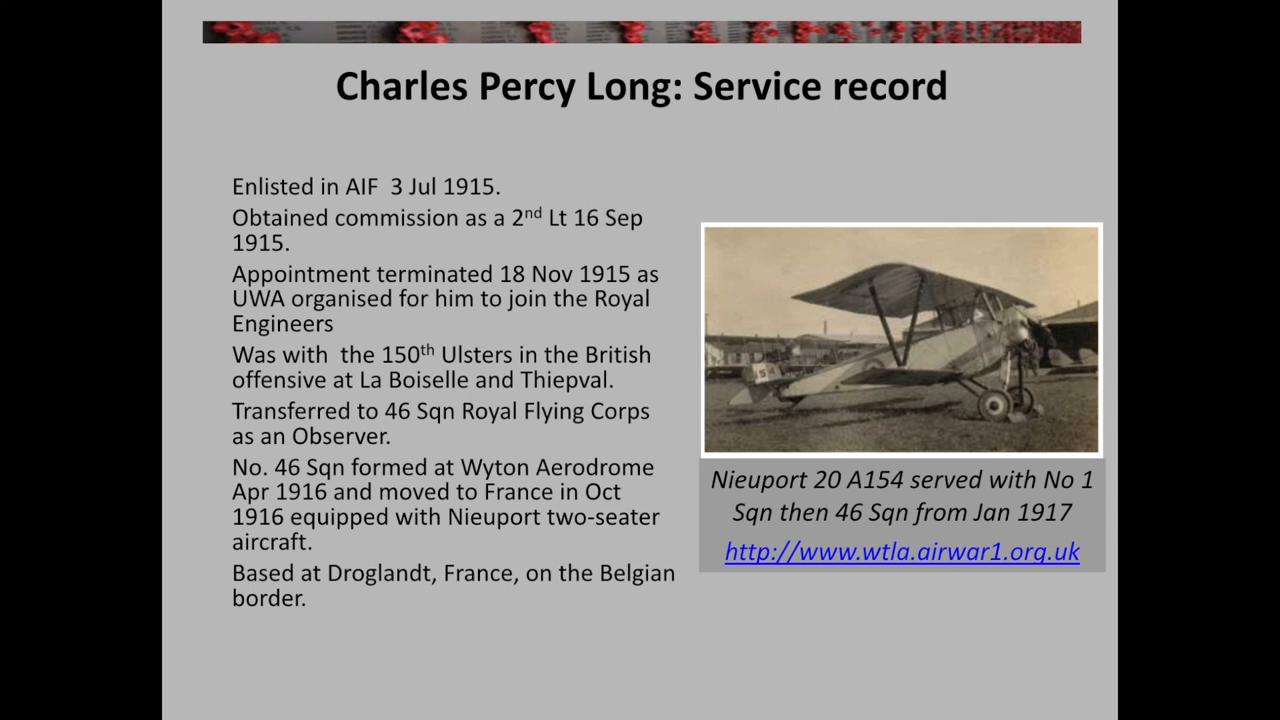 Charles Percy Long: Service record
Enlisted in AIF  3 Jul 1915.
Obtained commission as a 2nd Lt 16 Sep
1915.
Appointment terminated 18 Nov 1915 as
UWA organised for him to join the Royal
Engineers
Was with  the 150th Ulsters in the British
offensive at La Boiselle and Thiepval.
Transferred to 46 Sqn Royal Flying Corps
as an Observer.
No. 46 Sqn formed at Wyton Aerodrome
Apr 1916 and moved to France in Oct
1916 equipped with Nieuport two-seater
aircraft.
Based at Droglandt, France, on the Belgian
border.
Nieuport 20 A154 served with No 1
Sqn then 46 Sqn from Jan 1917
http://www.wtla.airwar1.org.uk